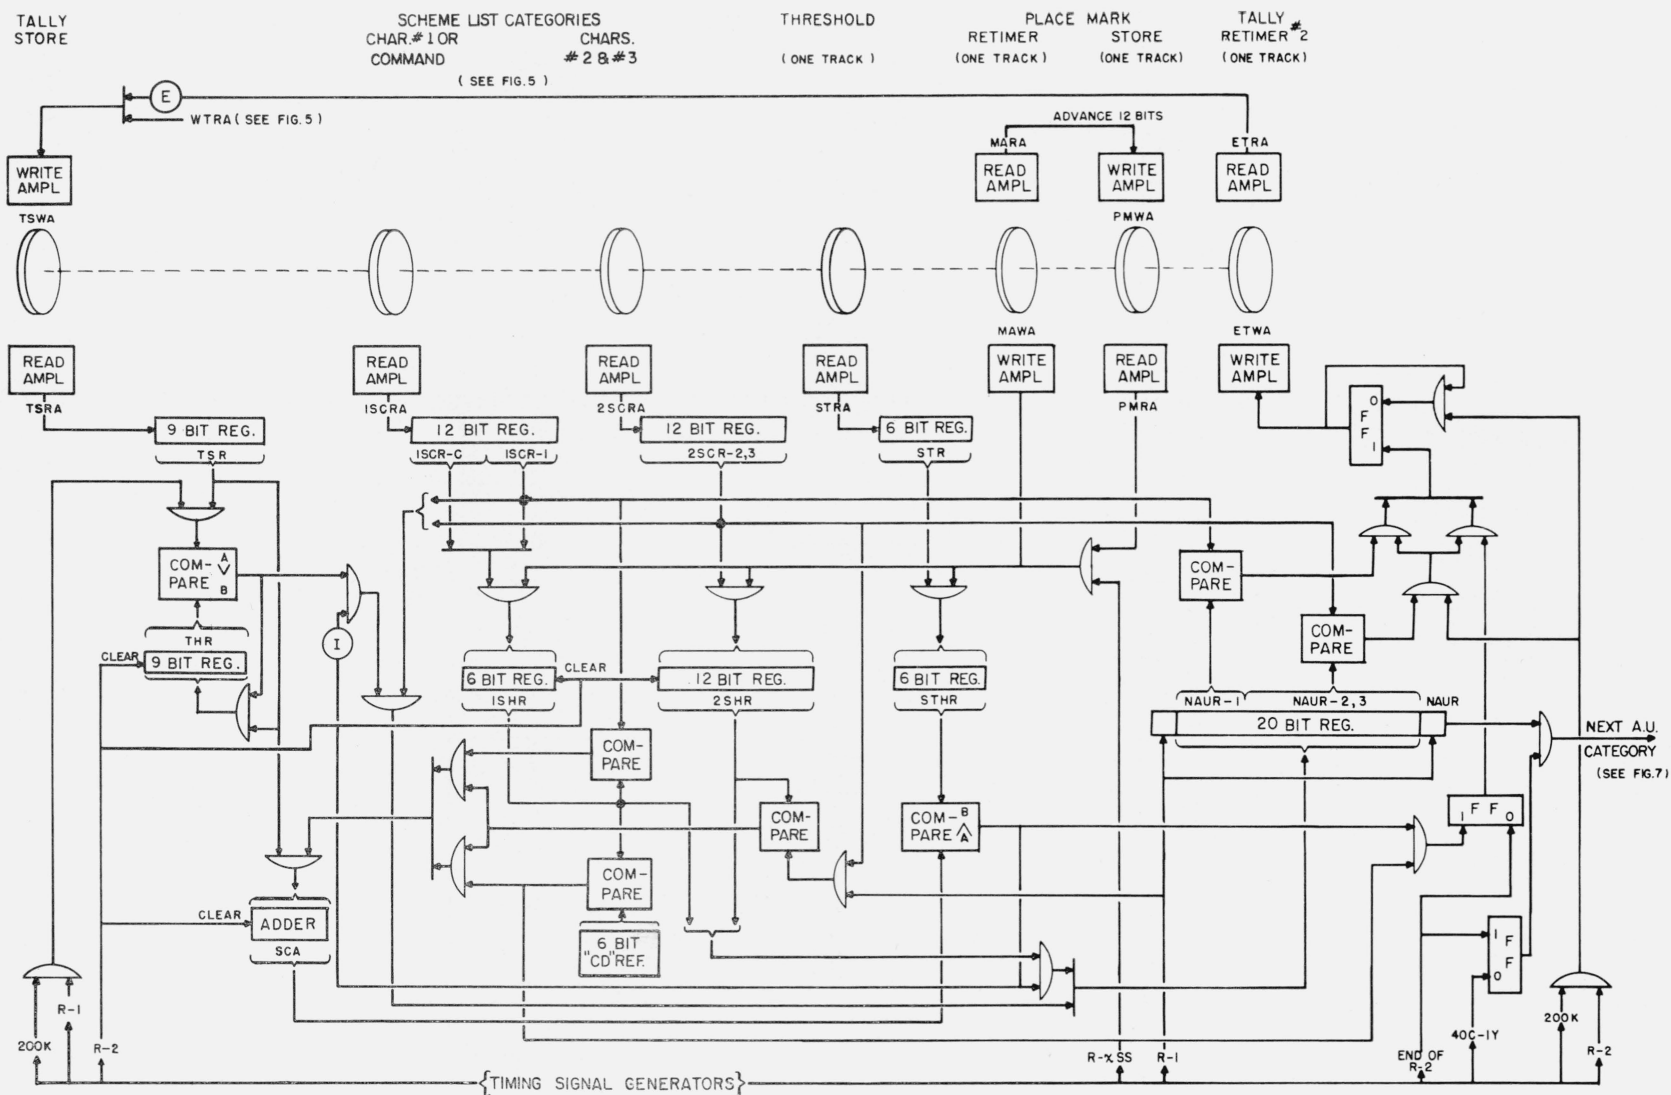 TALLY STORE
SCHEME LIST CATEGORIES
CHAR.#1 OR COMMAND
CHARS. #2 & #3
(SEE FIG.5)
THRESHOLD
(ONE TRACK)
PLACE MARK
RETIMER
(ONE TRACK)
STORE
(ONE TRACK)
TALLY RETIMER #2
(ONE TRACK)
E
WTRA (SEE FIG.5)
ADVANCE 12 BITS
MARA
ETRA
WRITE AMPL
READ AMPL
WRITE AMPL
READ AMPL
TSWA
PMWA
MAWA
ETWA
READ AMPL
READ AMPL
READ AMPL
READ AMPL
WRITE AMPL
READ AMPL
WRITE AMPL
TSRA
1SCRA
2SCRA
STRA
PMRA
O
F
F
1
9 BIT REG.
12 BIT REG.
12 BIT REG.
6 BIT REG.
TSR
1SCR-C
1SCR-1
2SCR-2,3
STR
COM-PARE A
B
COM-PARE
COM-PARE
THR
CLEAR
9 BIT REG.
I
6 BIT REG.
CLEAR
12 BIT REG.
6 BIT REG.
1SHR
2SHR
STHR
NAUR-1
NAUR-2,3
NAUR
20 BIT REG.
NEXT A.U.
CATEGORY
(SEE FIG.7)
COM-PARE
COM-PARE
COM-PARE B
A
1 F F O
COM-PARE
CLEAR
ADDER
SCA
6 BIT
"CD" REF.
1 F
F
O
200K
R-1
R-2
R-%SS
R-1
END OF R-2
40C-1Y
200K
R-2
{TIMING SIGNAL GENERATORS}